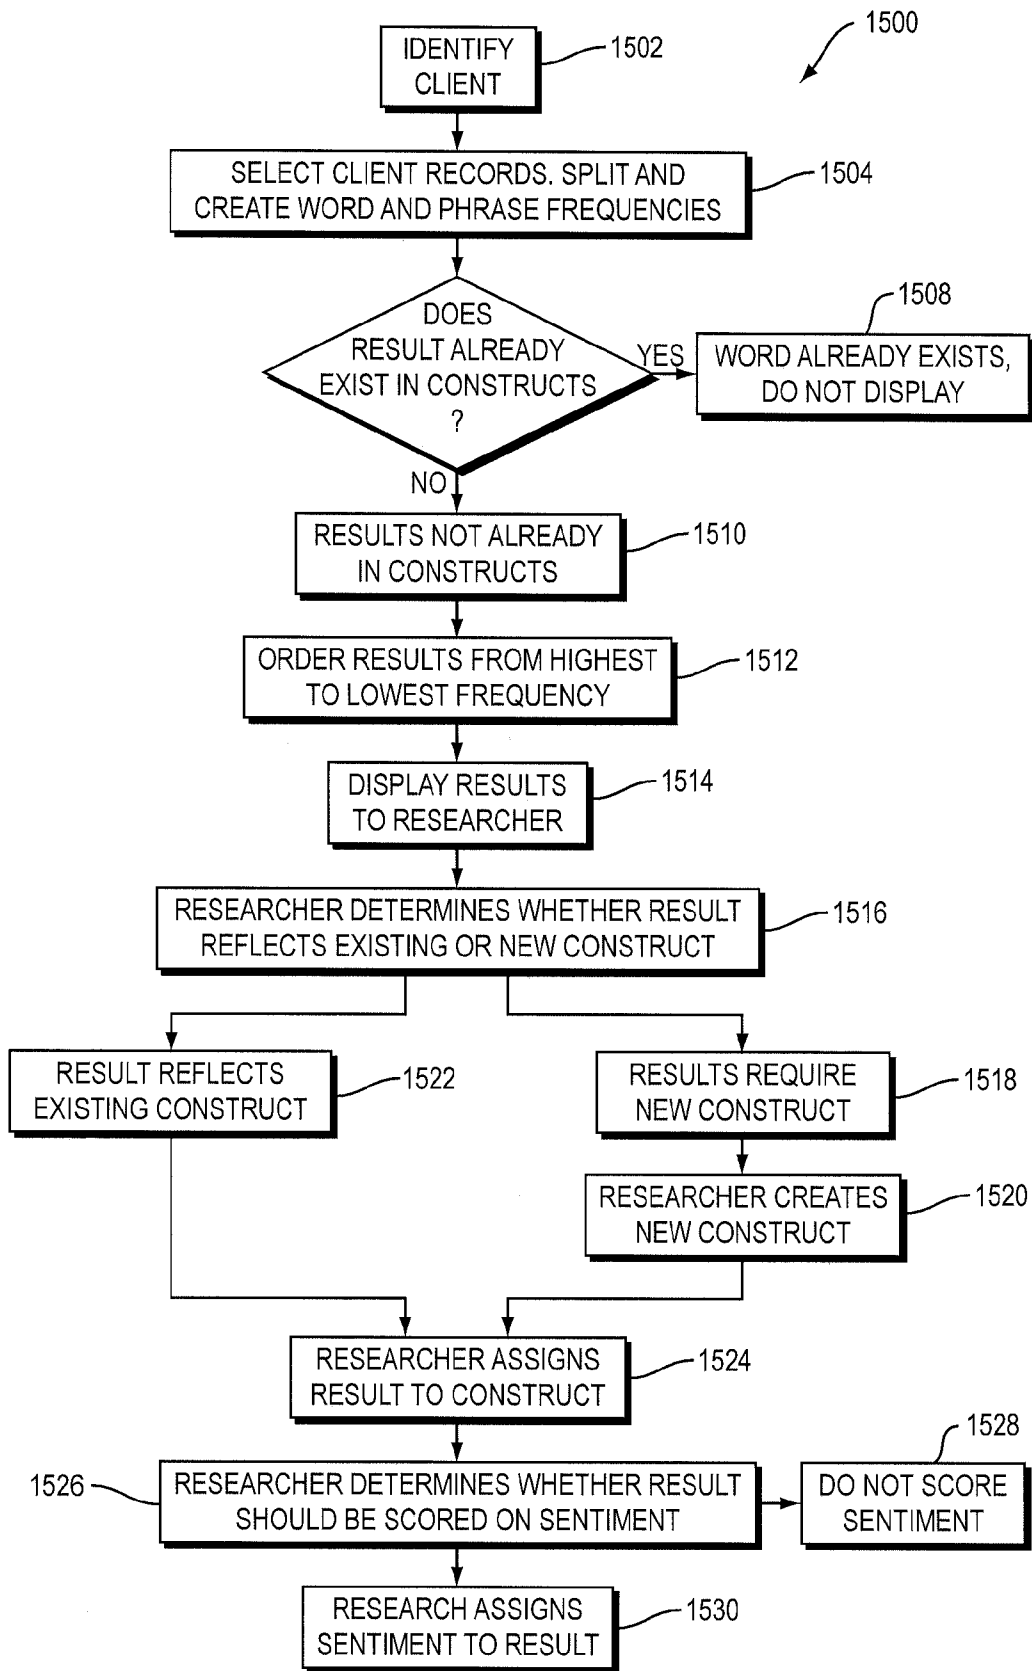 1500
IDENTIFY
CLIENT
1502
SELECT CLIENT RECORDS. SPLIT AND
CREATE WORD AND PHRASE FREQUENCIES
1504
DOES
RESULT ALREADY
EXIST IN CONSTRUCTS
?
YES
WORD ALREADY EXISTS,
DO NOT DISPLAY
1508
NO
RESULTS NOT ALREADY
IN CONSTRUCTS
1510
ORDER RESULTS FROM HIGHEST
TO LOWEST FREQUENCY
1512
DISPLAY RESULTS
TO RESEARCHER
1514
RESEARCHER DETERMINES WHETHER RESULT
REFLECTS EXISTING OR NEW CONSTRUCT
1516
RESULT REFLECTS
EXISTING CONSTRUCT
1522
RESULTS REQUIRE
NEW CONSTRUCT
1518
RESEARCHER CREATES
NEW CONSTRUCT
1520
RESEARCHER ASSIGNS
RESULT TO CONSTRUCT
1524
1526
RESEARCHER DETERMINES WHETHER RESULT
SHOULD BE SCORED ON SENTIMENT
1528
DO NOT SCORE
SENTIMENT
RESEARCH ASSIGNS
SENTIMENT TO RESULT
1530